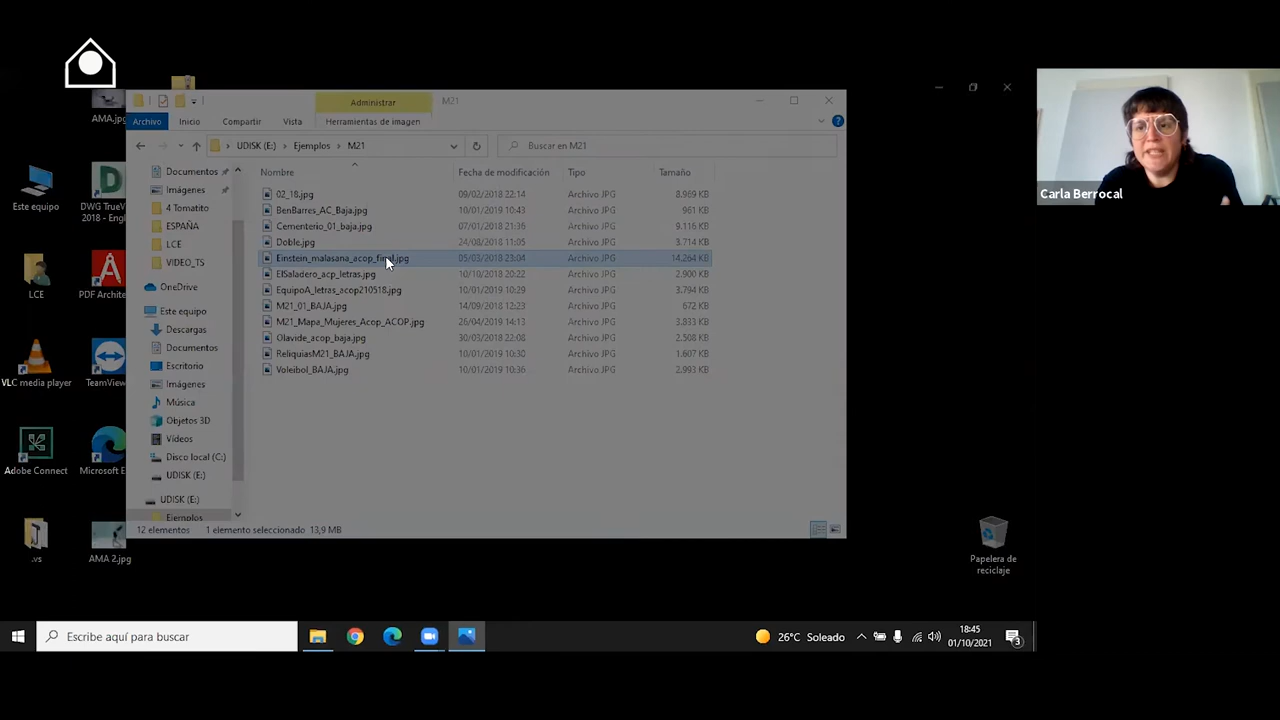 AMA.jpg
Administrar
M21
Archivo
Inicio
Compartir
Vista
Herramientas de imagen
UDISK (E:)
Ejemplos
M21
Buscar en M21
Nombre
Fecha de modificación
Tipo
Tamaño
02_18.jpg 09/02/2018 22:14 Archivo JPG 8.969 KB
BenBarres_AC_Baja.jpg 10/01/2019 10:43 Archivo JPG 961 KB
Cementerio_01_baja.jpg 07/01/2018 21:36 Archivo JPG 9.116 KB
Doble.jpg 24/08/2018 11:05 Archivo JPG 3.714 KB
Einstein_malasana_acop_final.jpg 05/03/2018 23:04 Archivo JPG 14.264 KB
ElSaladero_acp_letras.jpg 10/10/2018 20:22 Archivo JPG 2.900 KB
EquipoA_letras_acop210518.jpg 10/01/2019 10:29 Archivo JPG 3.794 KB
M21_01_BAJA.jpg 14/09/2018 12:23 Archivo JPG 672 KB
M21_Mapa_Mujeres_Acop_ACOP.jpg 26/04/2019 14:13 Archivo JPG 3.833 KB
Olavide_acop_baja.jpg 30/03/2018 22:08 Archivo JPG 2.508 KB
ReliquiasM21_BAJA.jpg 10/01/2019 10:30 Archivo JPG 1.607 KB
Voleibol_BAJA.jpg 10/01/2019 10:36 Archivo JPG 2.993 KB
Documentos
Imágenes
4 Tomatito
ESPAÑA
LCE
VIDEO_TS
OneDrive
Este equipo
Descargas
Documentos
Escritorio
Imágenes
Música
Objetos 3D
Vídeos
Disco local (C:)
UDISK (E:)
UDISK (E:)
Ejemplos
12 elementos
1 elemento seleccionado 13,9 MB
Este equipo
DWG TrueV
2018 - Engl
LCE
PDF Archite
VLC media player
TeamView
Adobe Connect
Microsoft E
.vs
AMA 2.jpg
Papelera de
reciclaje
Carla Berrocal
Escribe aquí para buscar
26°C Soleado
18:45
01/10/2021
3